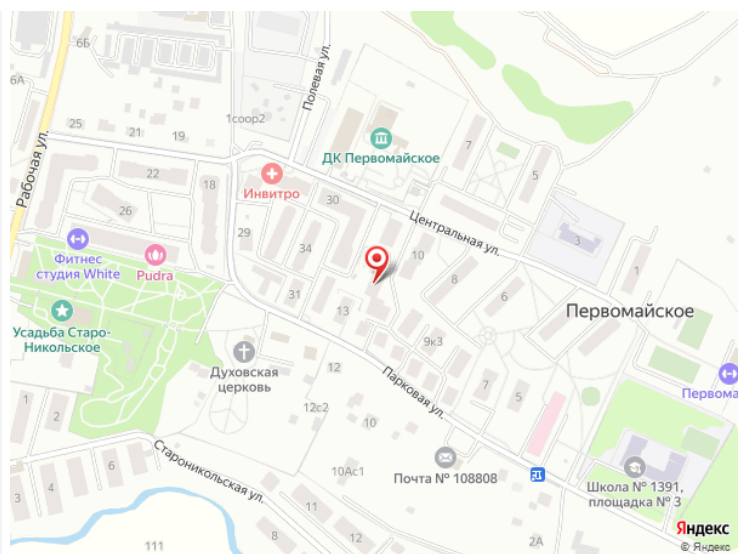 6Б
6А
Полевая ул.
Рабочая ул.
25
21
19
1соор2
ДК Первомайское
7
5
3
1
22
18
Инвитро
30
Центральная ул.
26
29
34
10
8
6
Фитнес
студия White
Pudra
31
13
Первомайское
Усадьба Старо-
Никольское
Духовская
церковь
12
9к3
Парковая ул.
7
5
Первома
1
2
12с2
10
4
6
Староникольская ул.
10Ас1
Почта № 108808
Школа № 1391,
площадка № 3
11
12
8
2А
111
Яндекс
© Яндекс